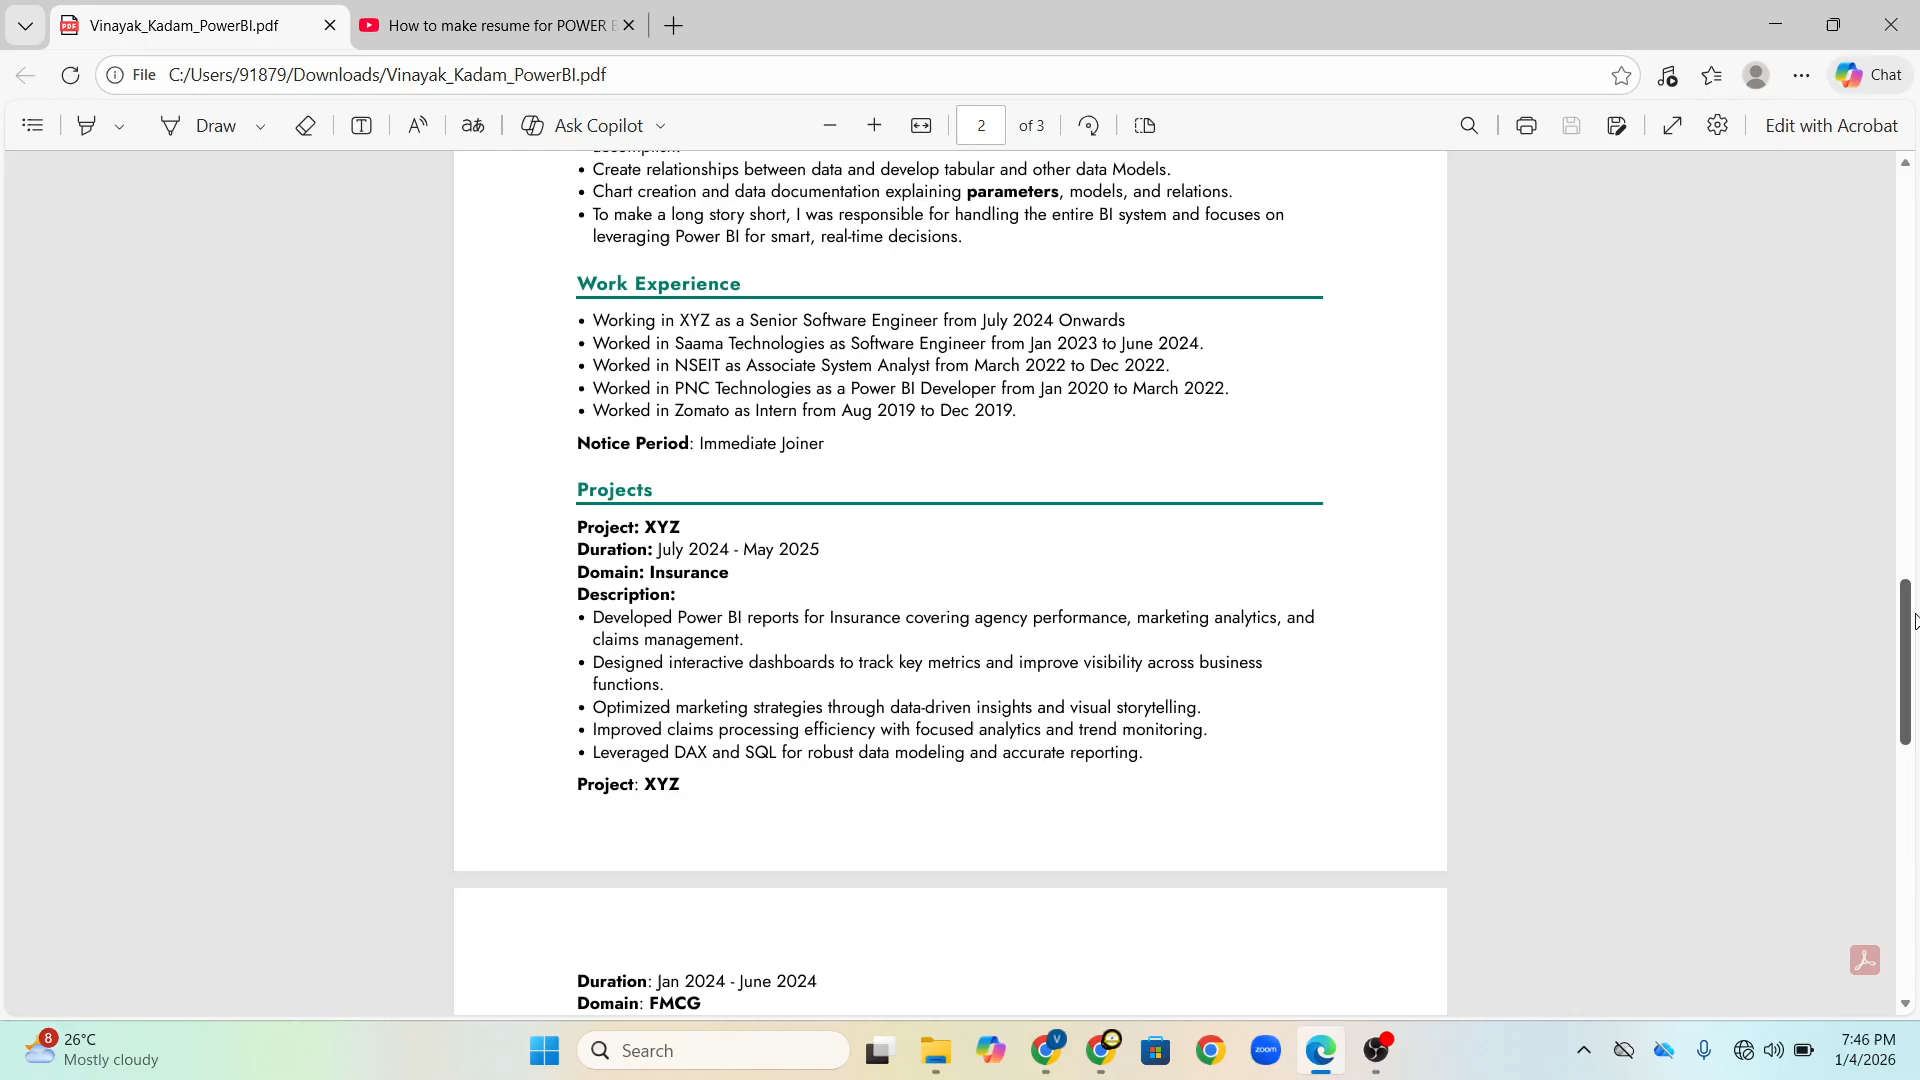 Vinayak_Kadam_PowerBI.pdf
How to make resume for POWER B
File C:/Users/91879/Downloads/Vinayak_Kadam_PowerBI.pdf
Chat
Draw
aあ
Ask Copilot
2 of 3
Edit with Acrobat
• Create relationships between data and develop tabular and other data Models.
• Chart creation and data documentation explaining parameters, models, and relations.
• To make a long story short, I was responsible for handling the entire BI system and focuses on
leveraging Power BI for smart, real-time decisions.
Work Experience
• Working in XYZ as a Senior Software Engineer from July 2024 Onwards
• Worked in Saama Technologies as Software Engineer from Jan 2023 to June 2024.
• Worked in NSEIT as Associate System Analyst from March 2022 to Dec 2022.
• Worked in PNC Technologies as a Power BI Developer from Jan 2020 to March 2022.
• Worked in Zomato as Intern from Aug 2019 to Dec 2019.
Notice Period: Immediate Joiner
Projects
Project: XYZ
Duration: July 2024 - May 2025
Domain: Insurance
Description:
• Developed Power BI reports for Insurance covering agency performance, marketing analytics, and
claims management.
• Designed interactive dashboards to track key metrics and improve visibility across business
functions.
• Optimized marketing strategies through data-driven insights and visual storytelling.
• Improved claims processing efficiency with focused analytics and trend monitoring.
• Leveraged DAX and SQL for robust data modeling and accurate reporting.
Project: XYZ
Duration: Jan 2024 - June 2024
Domain: FMCG
8
26°C
Mostly cloudy
Search
V
zoom
7:46 PM
1/4/2026